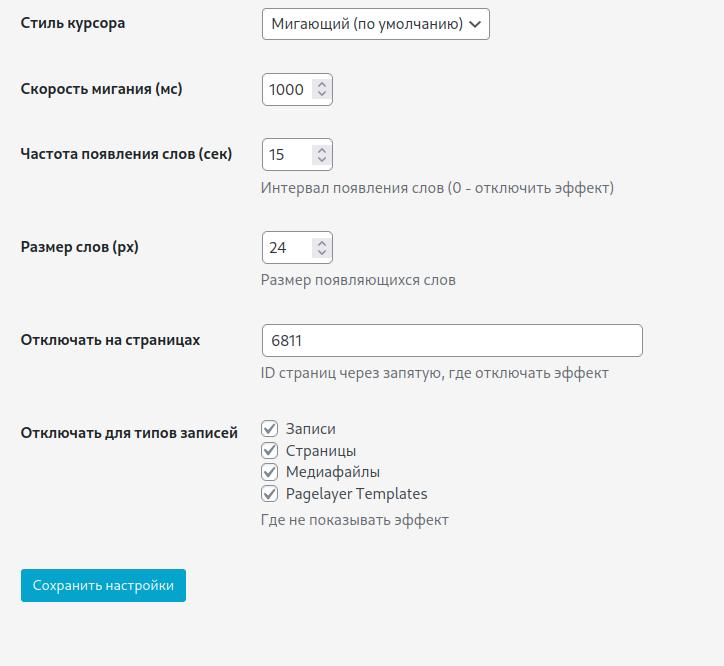 Стиль курсора
Мигающий (по умолчанию)
Скорость мигания (мс)
1000
Частота появления слов (сек)
15
Интервал появления слов (0 - отключить эффект)
Размер слов (px)
24
Размер появляющихся слов
Отключать на страницах
6811
ID страниц через запятую, где отключать эффект
Отключать для типов записей
Записи
Страницы
Медиафайлы
Pagelayer Templates
Где не показывать эффект
Сохранить настройки